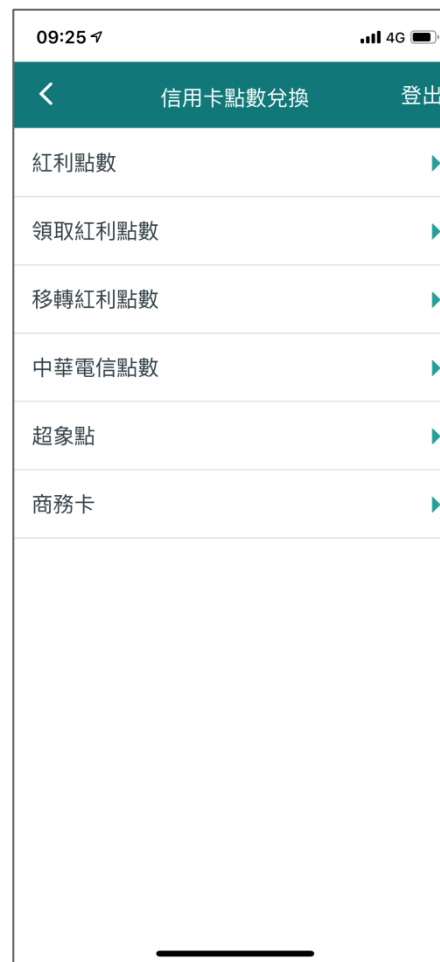 09:25 4G
信用卡點數兌換 登出
紅利點數
領取紅利點數
移轉紅利點數
中華電信點數
超象點
商務卡